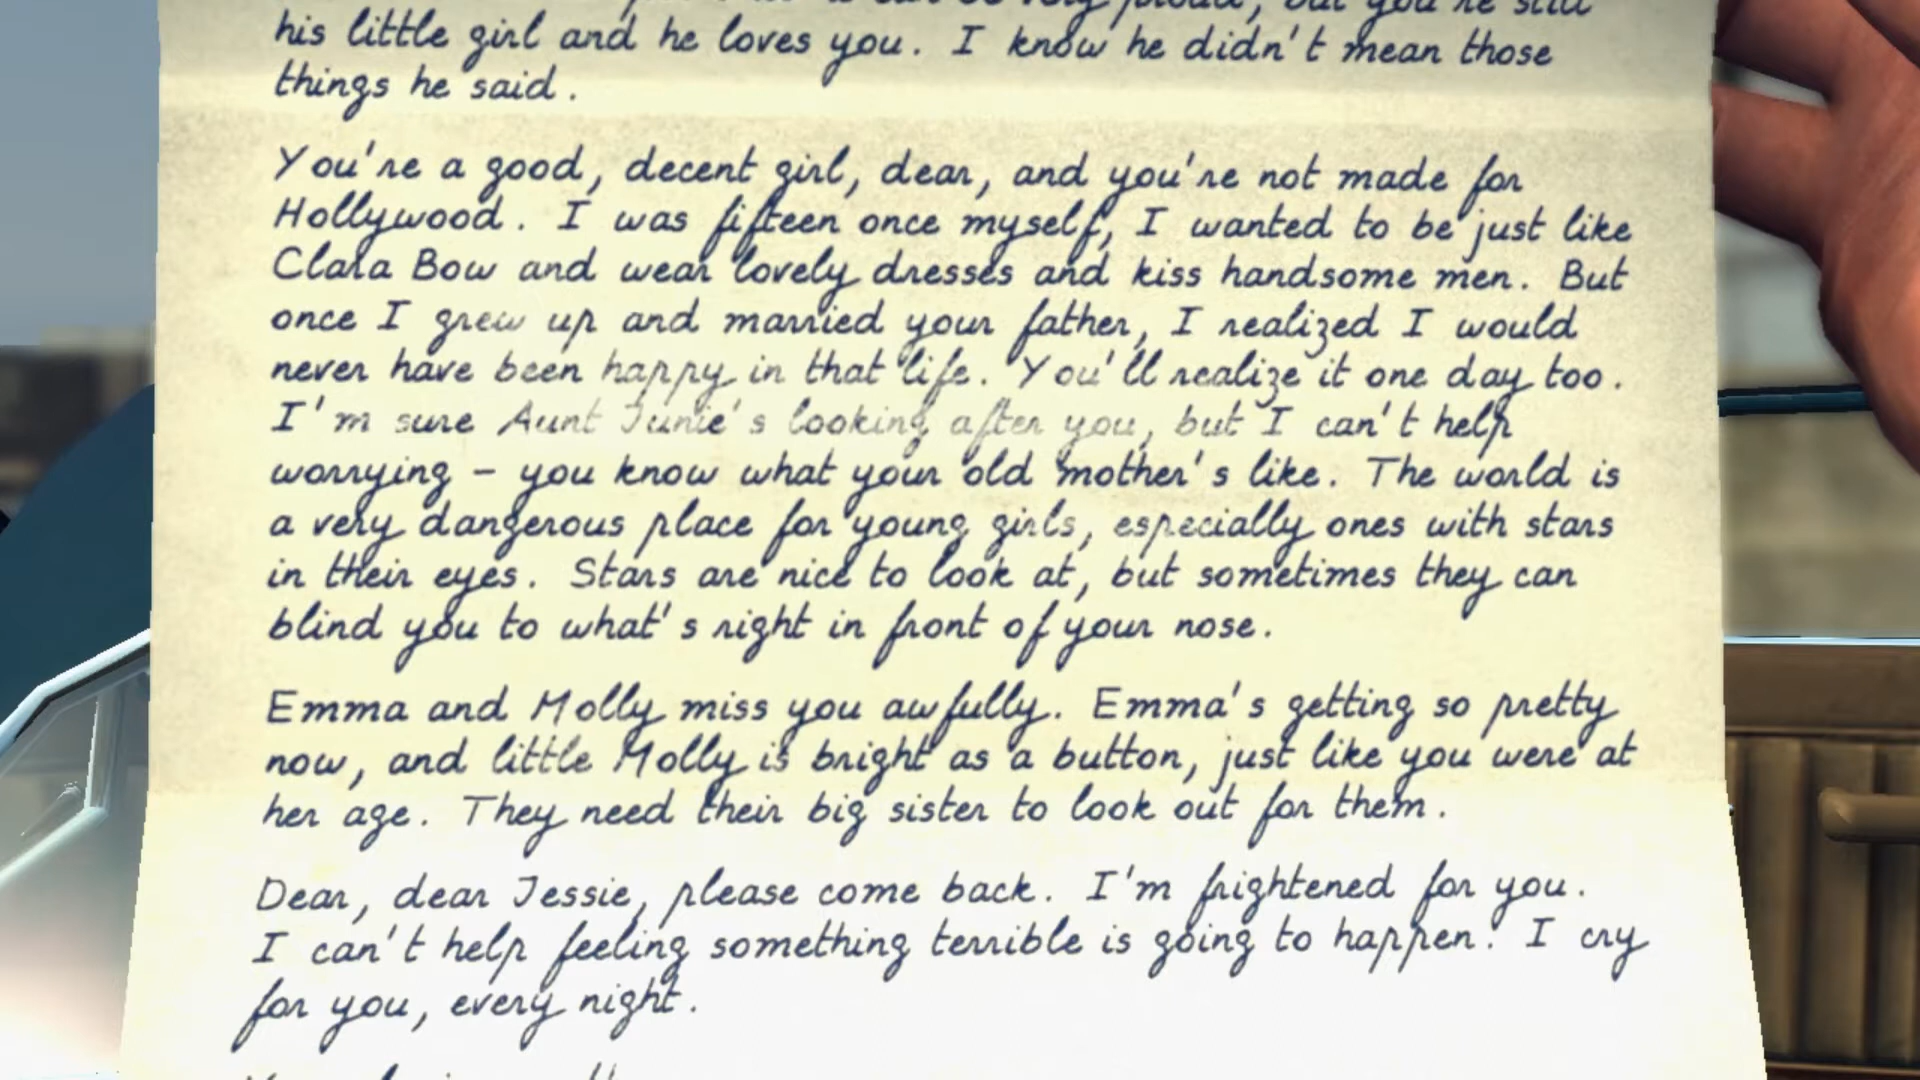 very proud, but you're still
his little girl and he loves you. I know he didn't mean those
things he said.
You're a good, decent girl, dear, and you're not made for
Hollywood. I was fifteen once myself, I wanted to be just like
Clara Bow and wear lovely dresses and kiss handsome men. But
once I grew up and married your father, I realized I would
never have been happy in that life. You'll realize it one day too.
I'm sure Aunt Junie's looking after you, but I can't help
worrying - you know what your old mother's like. The world is
a very dangerous place for young girls, especially ones with stars
in their eyes. Stars are nice to look at, but sometimes they can
blind you to what's right in front of your nose.
Emma and Molly miss you awfully. Emma's getting so pretty
now, and little Molly is bright as a button, just like you were at
her age. They need their big sister to look out for them.
Dear, dear Jessie, please come back. I'm frightened for you.
I can't help feeling something terrible is going to happen. I cry
for you, every night.